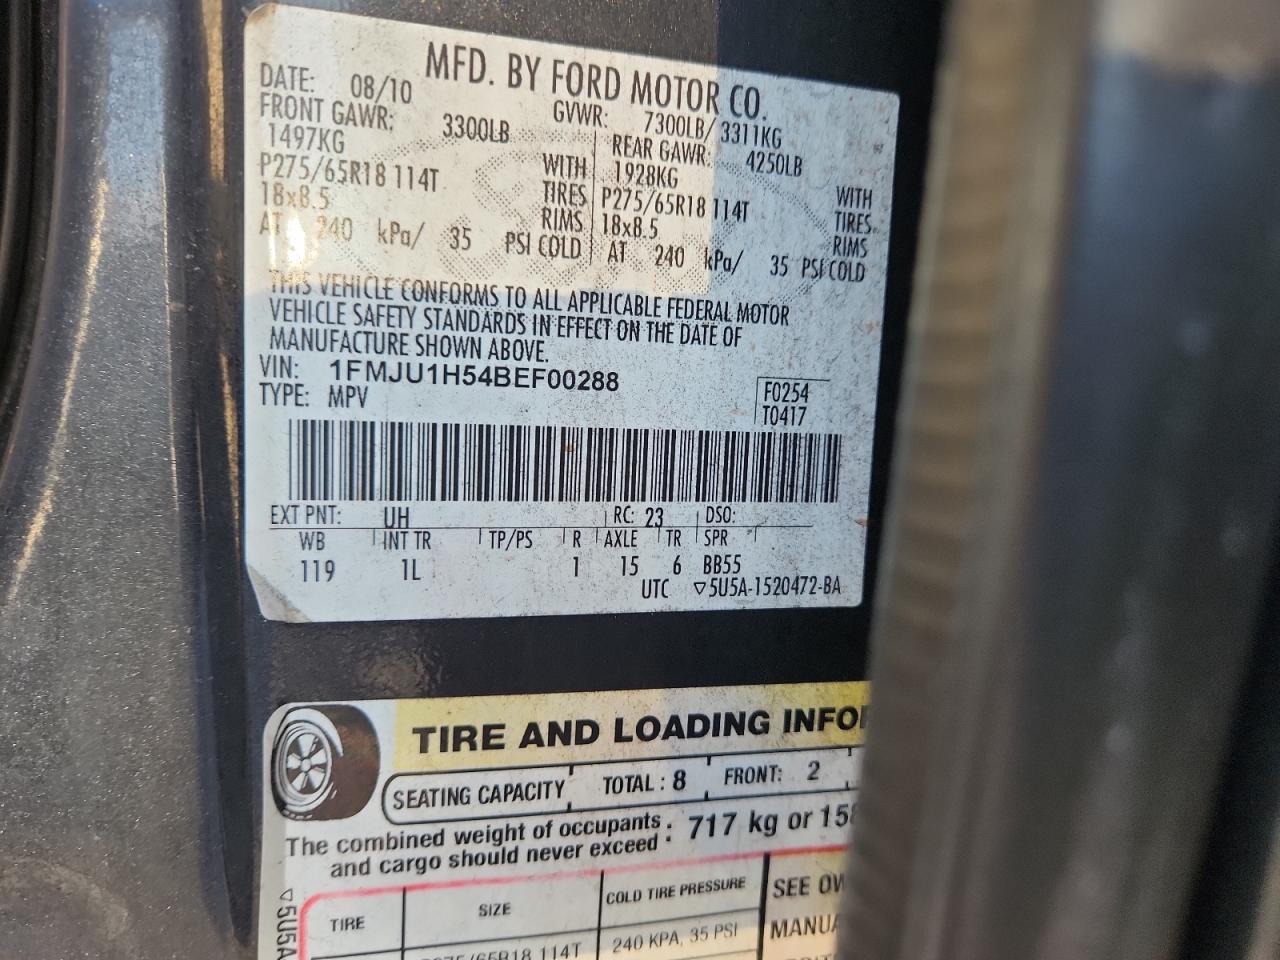 MFD. BY FORD MOTOR CO.
DATE: 08/10 GVWR: 7300LB/ 3311KG
FRONT GAWR: 3300LB REAR GAWR: 4250LB
1497KG WITH 1928KG WITH
P275/65R18 114T TIRES P275/65R18 114T TIRES
18x8.5 RIMS 18x8.5 RIMS
AT 240 kPa/ 35 PSI COLD AT 240 kPa/ 35 PSI COLD
THIS VEHICLE CONFORMS TO ALL APPLICABLE FEDERAL MOTOR
VEHICLE SAFETY STANDARDS IN EFFECT ON THE DATE OF
MANUFACTURE SHOWN ABOVE.
VIN: 1FMJU1H54BEF00288
TYPE: MPV
F0254
T0417
EXT PNT: UH RC: 23 DSO:
WB INT TR TP/PS R AXLE TR SPR
119 1L 1 15 6 BB55
UTC ▽5U5A-1520472-BA
TIRE AND LOADING INFO
SEATING CAPACITY TOTAL : 8 FRONT: 2
The combined weight of occupants : 717 kg or 15
and cargo should never exceed
TIRE SIZE COLD TIRE PRESSURE SEE OW
240 KPA, 35 PSI MANUA
65R18 114T
▽5U5A